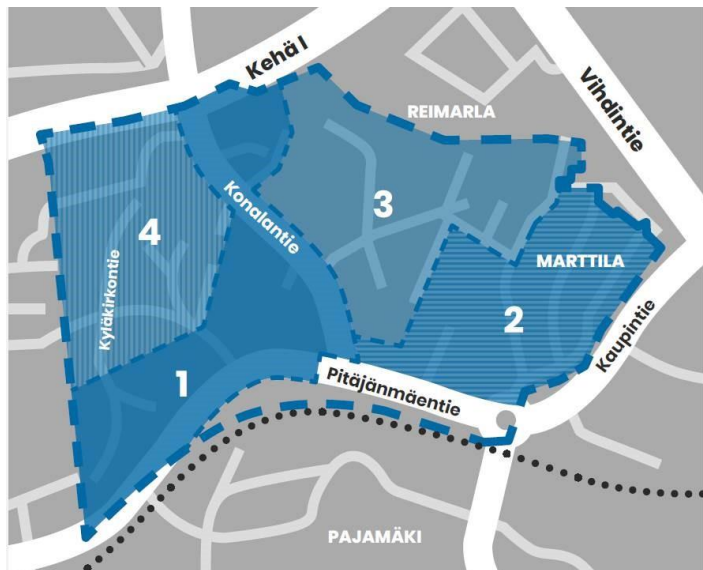 Kehä I
Vihdintie
REIMARLA
3
Konalantie
4
Kyläkirkontie
MARTTILA
2
Kaupintie
Pitäjänmäentie
1
PAJAMÄKI